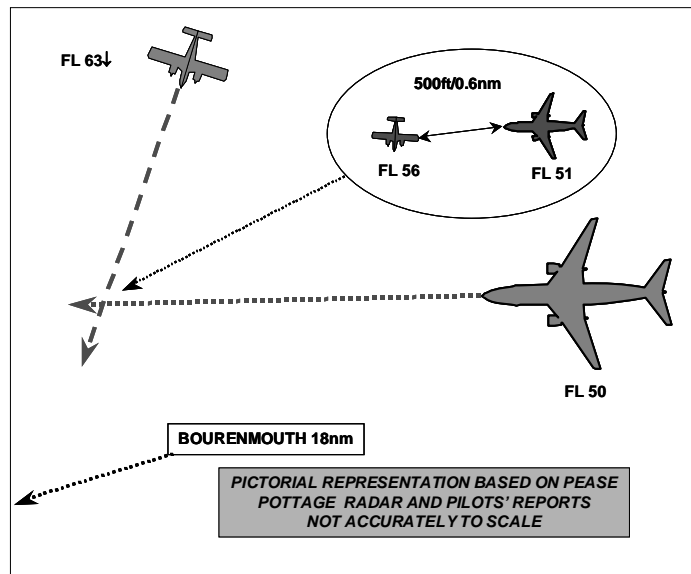 FL 63↓
500ft/0.6nm
FL 56
FL 51
FL 50
BOURENMOUTH 18nm
PICTORIAL REPRESENTATION BASED ON PEASE
POTTAGE RADAR AND PILOTS' REPORTS
NOT ACCURATELY TO SCALE